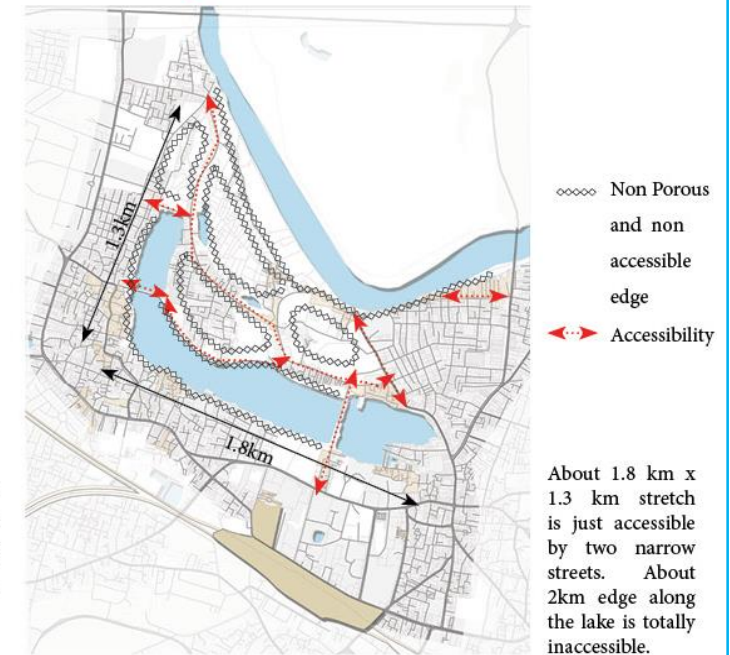 1.3km
1.8km
Non Porous
and non
accessible
edge
Accessibility
About 1.8 km x
1.3 km stretch
is just accessible
by two narrow
streets. About
2km edge along
the lake is totally
inaccessible.